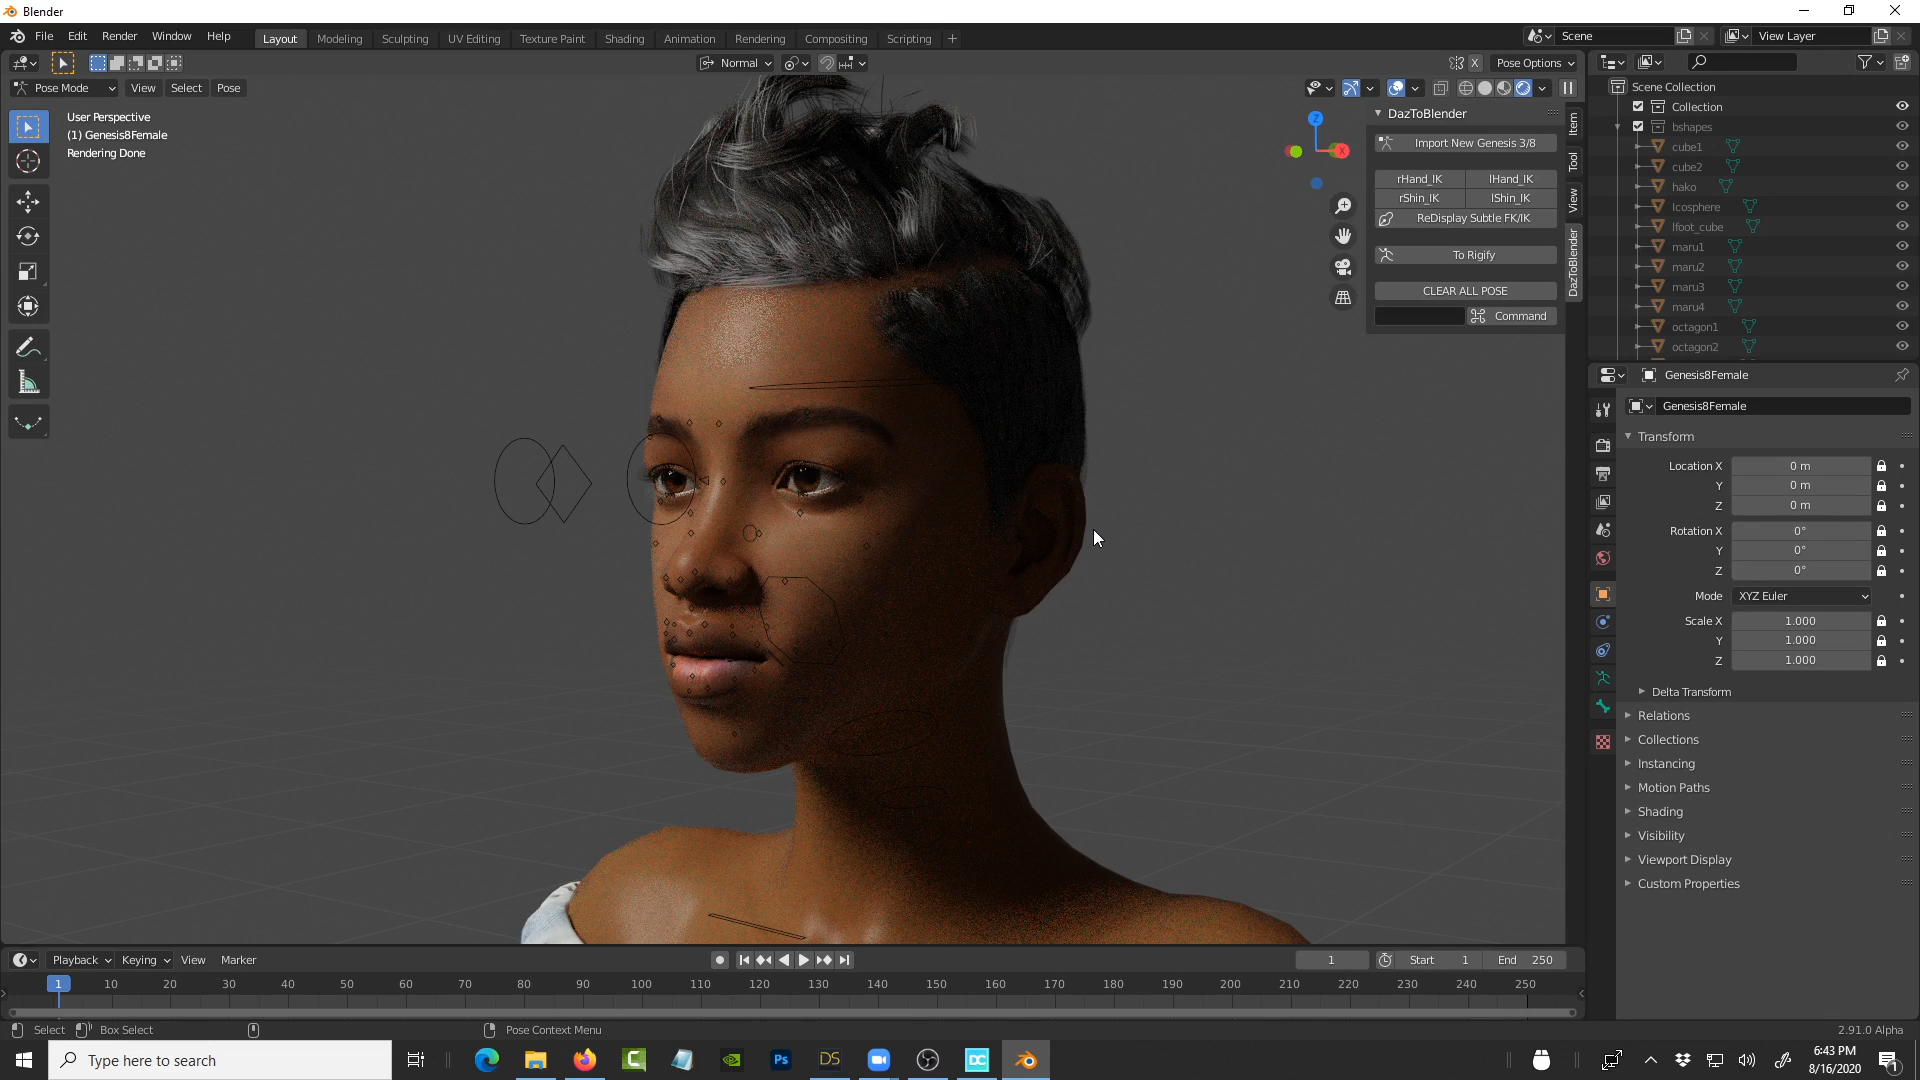 Blender
File Edit Render Window Help Layout Modeling Sculpting UV Editing Texture Paint Shading Animation Rendering Compositing Scripting + Scene View Layer
Normal X Pose Options
Pose Mode View Select Pose
User Perspective
(1) Genesis8Female
Rendering Done
Z
X
DazToBlender
Import New Genesis 3/8
rHand_IK lHand_IK
rShin_IK lShin_IK
ReDisplay Subtle FK/IK
To Rigify
CLEAR ALL POSE
Command
Item
Tool
View
DazToBlender
Scene Collection
Collection
bshapes
cube1
cube2
hako
Icosphere
lfoot_cube
maru1
maru2
maru3
maru4
octagon1
octagon2
Genesis8Female
Genesis8Female
Transform
Location X 0 m
Y 0 m
Z 0 m
Rotation X 0°
Y 0°
Z 0°
Mode XYZ Euler
Scale X 1.000
Y 1.000
Z 1.000
Delta Transform
Relations
Collections
Instancing
Motion Paths
Shading
Visibility
Viewport Display
Custom Properties
Playback Keying View Marker 1 Start 1 End 250
1 10 20 30 40 50 60 70 80 90 100 110 120 130 140 150 160 170 180 190 200 210 220 230 240 250
Select Box Select Pose Context Menu 2.91.0 Alpha
Type here to search
Ps
DS
DC
6:43 PM
8/16/2020
1